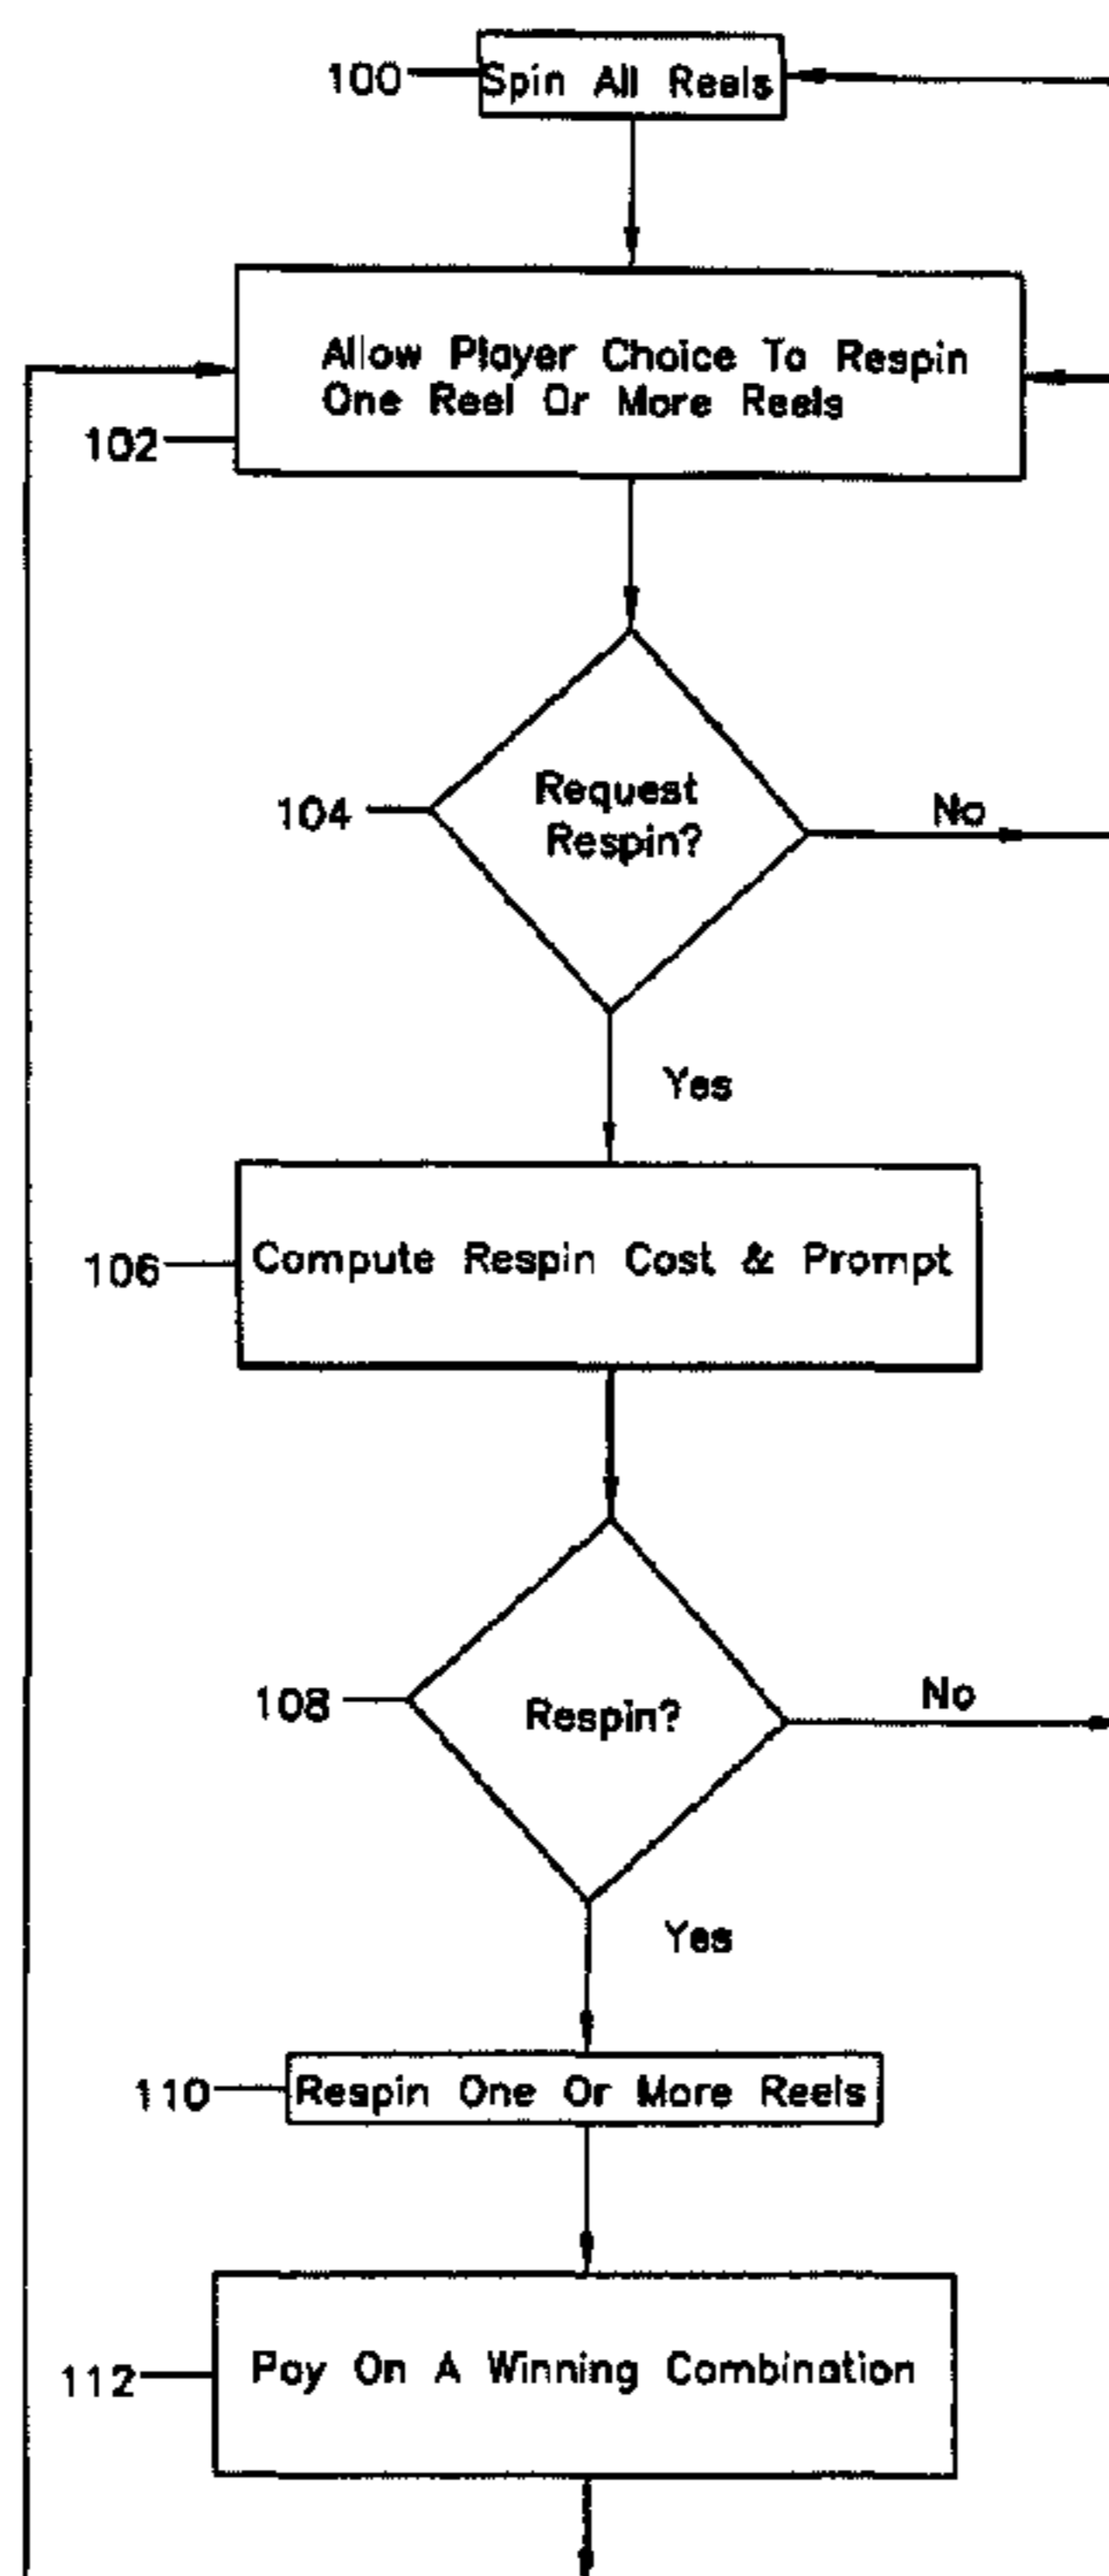 100 Spin All Reels
Allow Player Choice To Respin
One Reel Or More Reels
102
Request
Respin?
104
No
Yes
106 Compute Respin Cost & Prompt
108 Respin?
No
Yes
110 Respin One Or More Reels
112 Pay On A Winning Combination